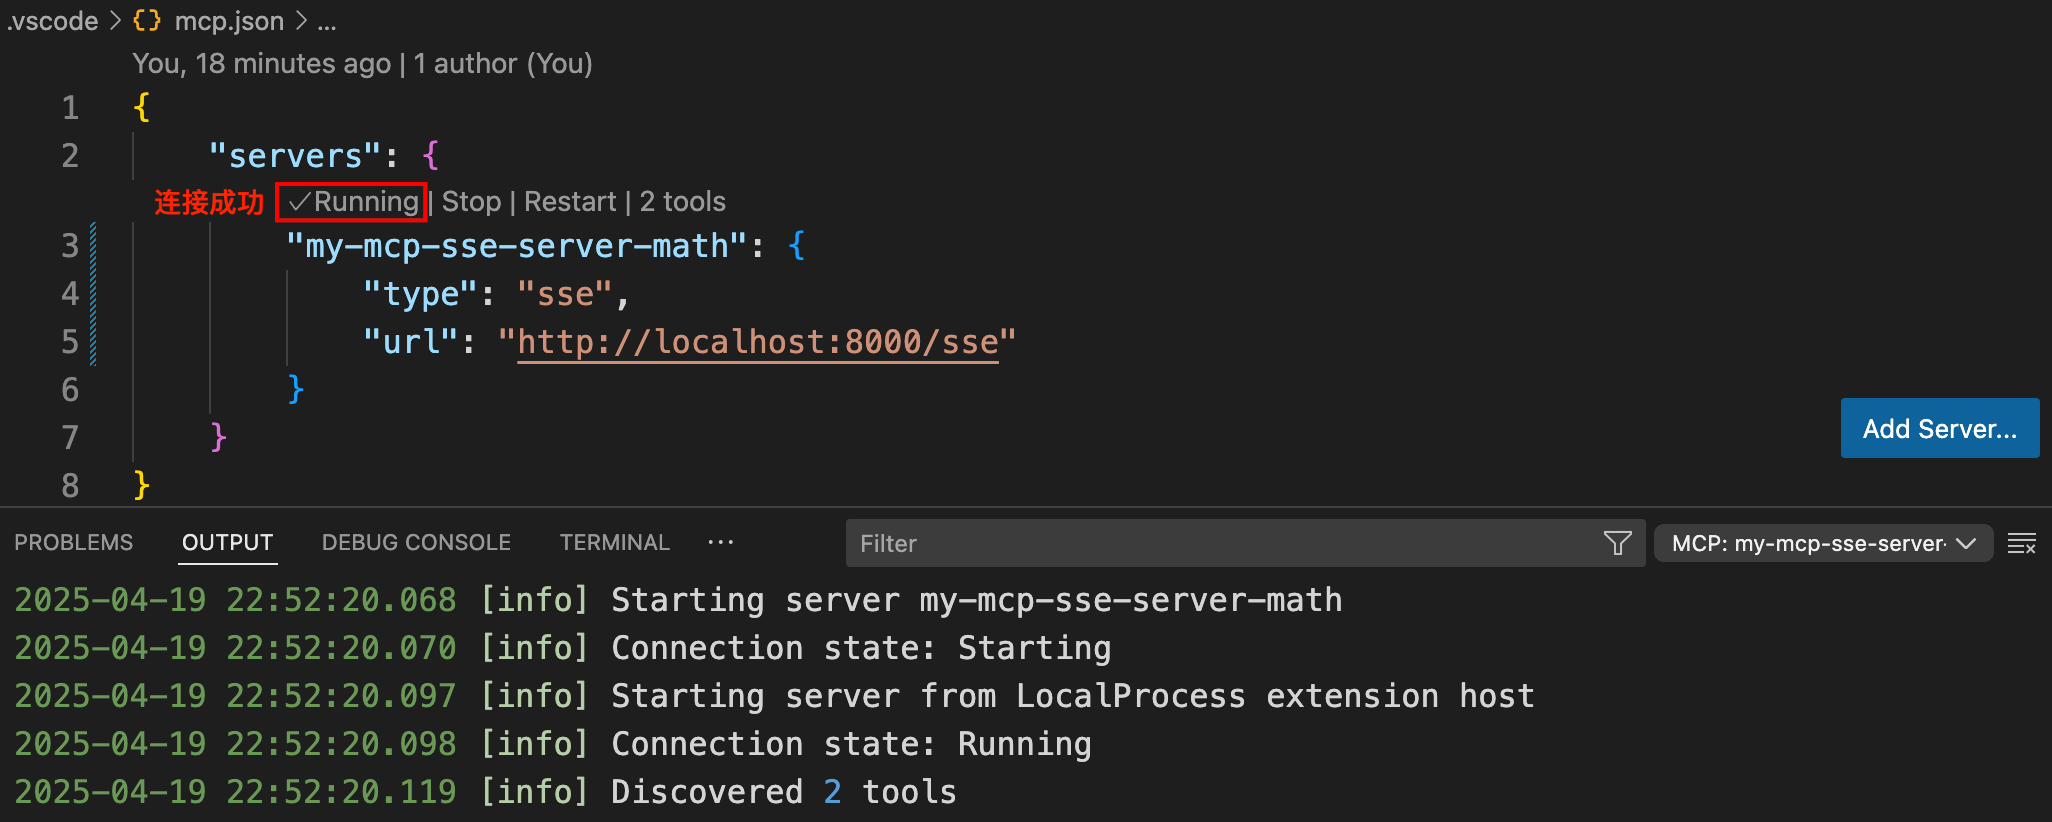 .vscode > {} mcp.json > ...
You, 18 minutes ago | 1 author (You)
1 {
2 "servers": {
连接成功 ✓Running | Stop | Restart | 2 tools
3 "my-mcp-sse-server-math": {
4 "type": "sse",
5 "url": "http://localhost:8000/sse"
6 }
Add Server...
7 }
8 }
PROBLEMS OUTPUT DEBUG CONSOLE TERMINAL ··· Filter MCP: my-mcp-sse-server-
2025-04-19 22:52:20.068 [info] Starting server my-mcp-sse-server-math
2025-04-19 22:52:20.070 [info] Connection state: Starting
2025-04-19 22:52:20.097 [info] Starting server from LocalProcess extension host
2025-04-19 22:52:20.098 [info] Connection state: Running
2025-04-19 22:52:20.119 [info] Discovered 2 tools